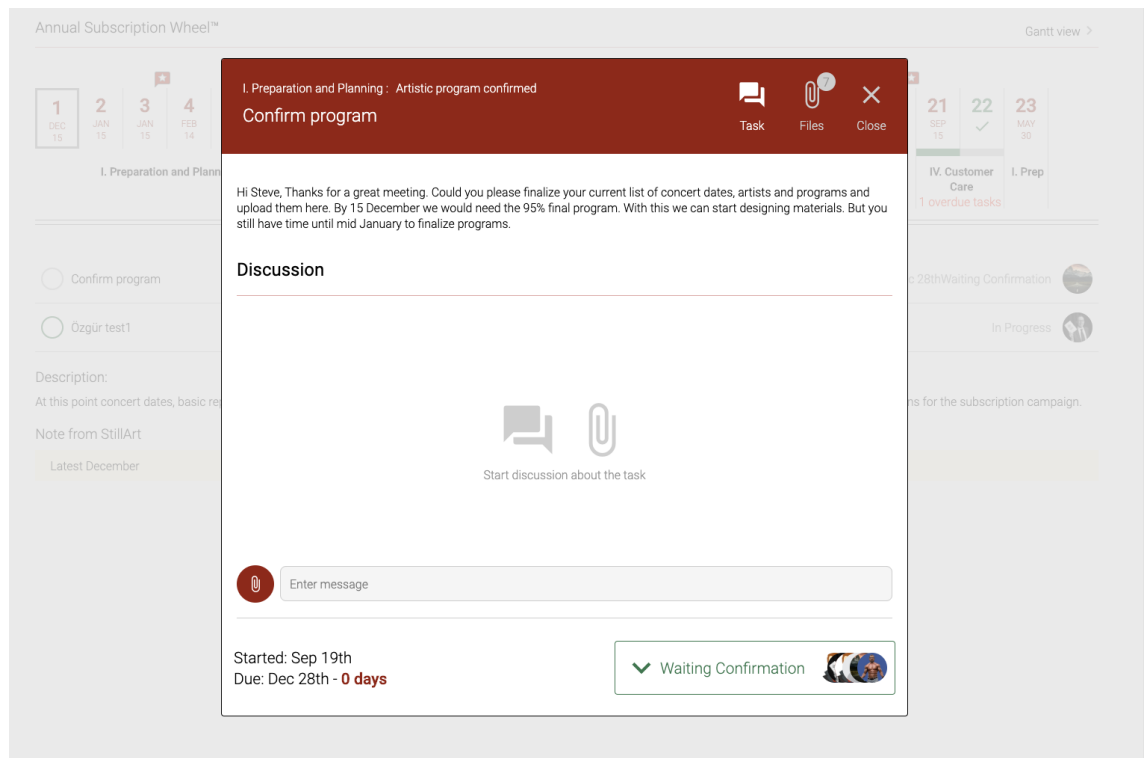 Annual Subscription Wheel™
Gantt view >
1
DEC
15
2
JAN
15
3
JAN
15
4
FEB
14
I. Preparation and Plann
21
SEP
15
22
23
MAY
30
IV. Customer
Care
1 overdue tasks
I. Prep
I. Preparation and Planning : Artistic program confirmed
Confirm program
Task
7
Files
Close
Hi Steve, Thanks for a great meeting. Could you please finalize your current list of concert dates, artists and programs and
upload them here. By 15 December we would need the 95% final program. With this we can start designing materials. But you
still have time until mid January to finalize programs.
Discussion
Start discussion about the task
Enter message
Started: Sep 19th
Due: Dec 28th - 0 days
Waiting Confirmation
Confirm program
c 28thWaiting Confirmation
Özgür test1
In Progress
Description:
At this point concert dates, basic rep
ns for the subscription campaign.
Note from StillArt
Latest December